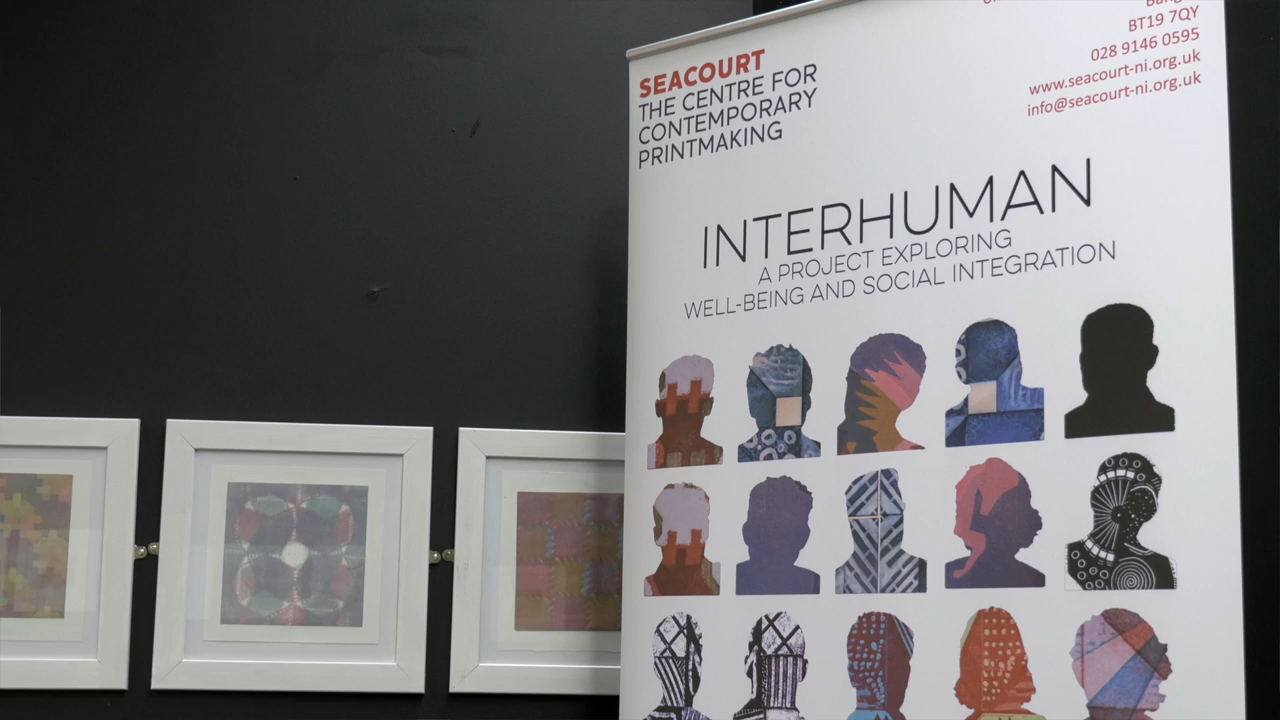 SEACOURT
THE CENTRE FOR
CONTEMPORARY
PRINTMAKING
BT19 7QY
028 9146 0595
www.seacourt-ni.org.uk
info@seacourt-ni.org.uk
INTERHUMAN
A PROJECT EXPLORING
WELL-BEING AND SOCIAL INTEGRATION